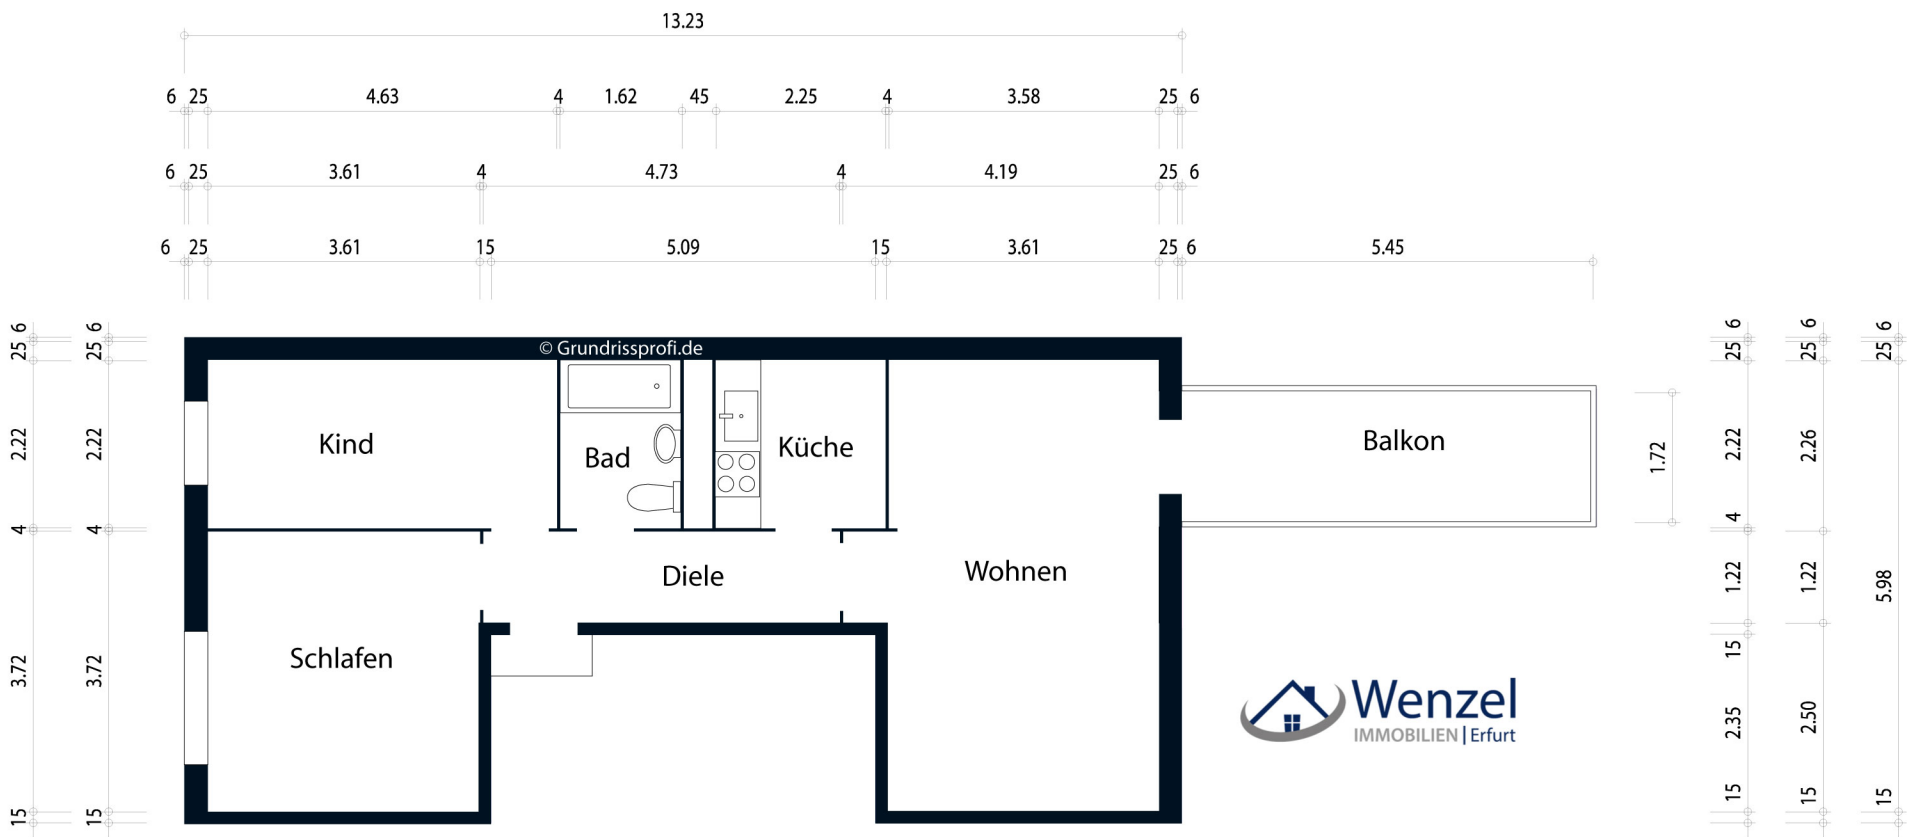 13.23
6 25 4.63 4 1.62 45 2.25 4 3.58 25 6
6 25 3.61 4 4.73 4 4.19 25 6
6 25 3.61 15 5.09 15 3.61 25 6 5.45
6 25 2.22 4 3.72 15
6 25 2.22 4 3.72 15
© Grundrissprofi.de
Kind
Bad
Küche
Balkon
Diele
Wohnen
Schlafen
1.72
6 25 2.22 4 1.22 15 2.35 15
6 25 2.26 1.22 2.50 15
6 25 5.98 15
Wenzel
IMMOBILIEN | Erfurt